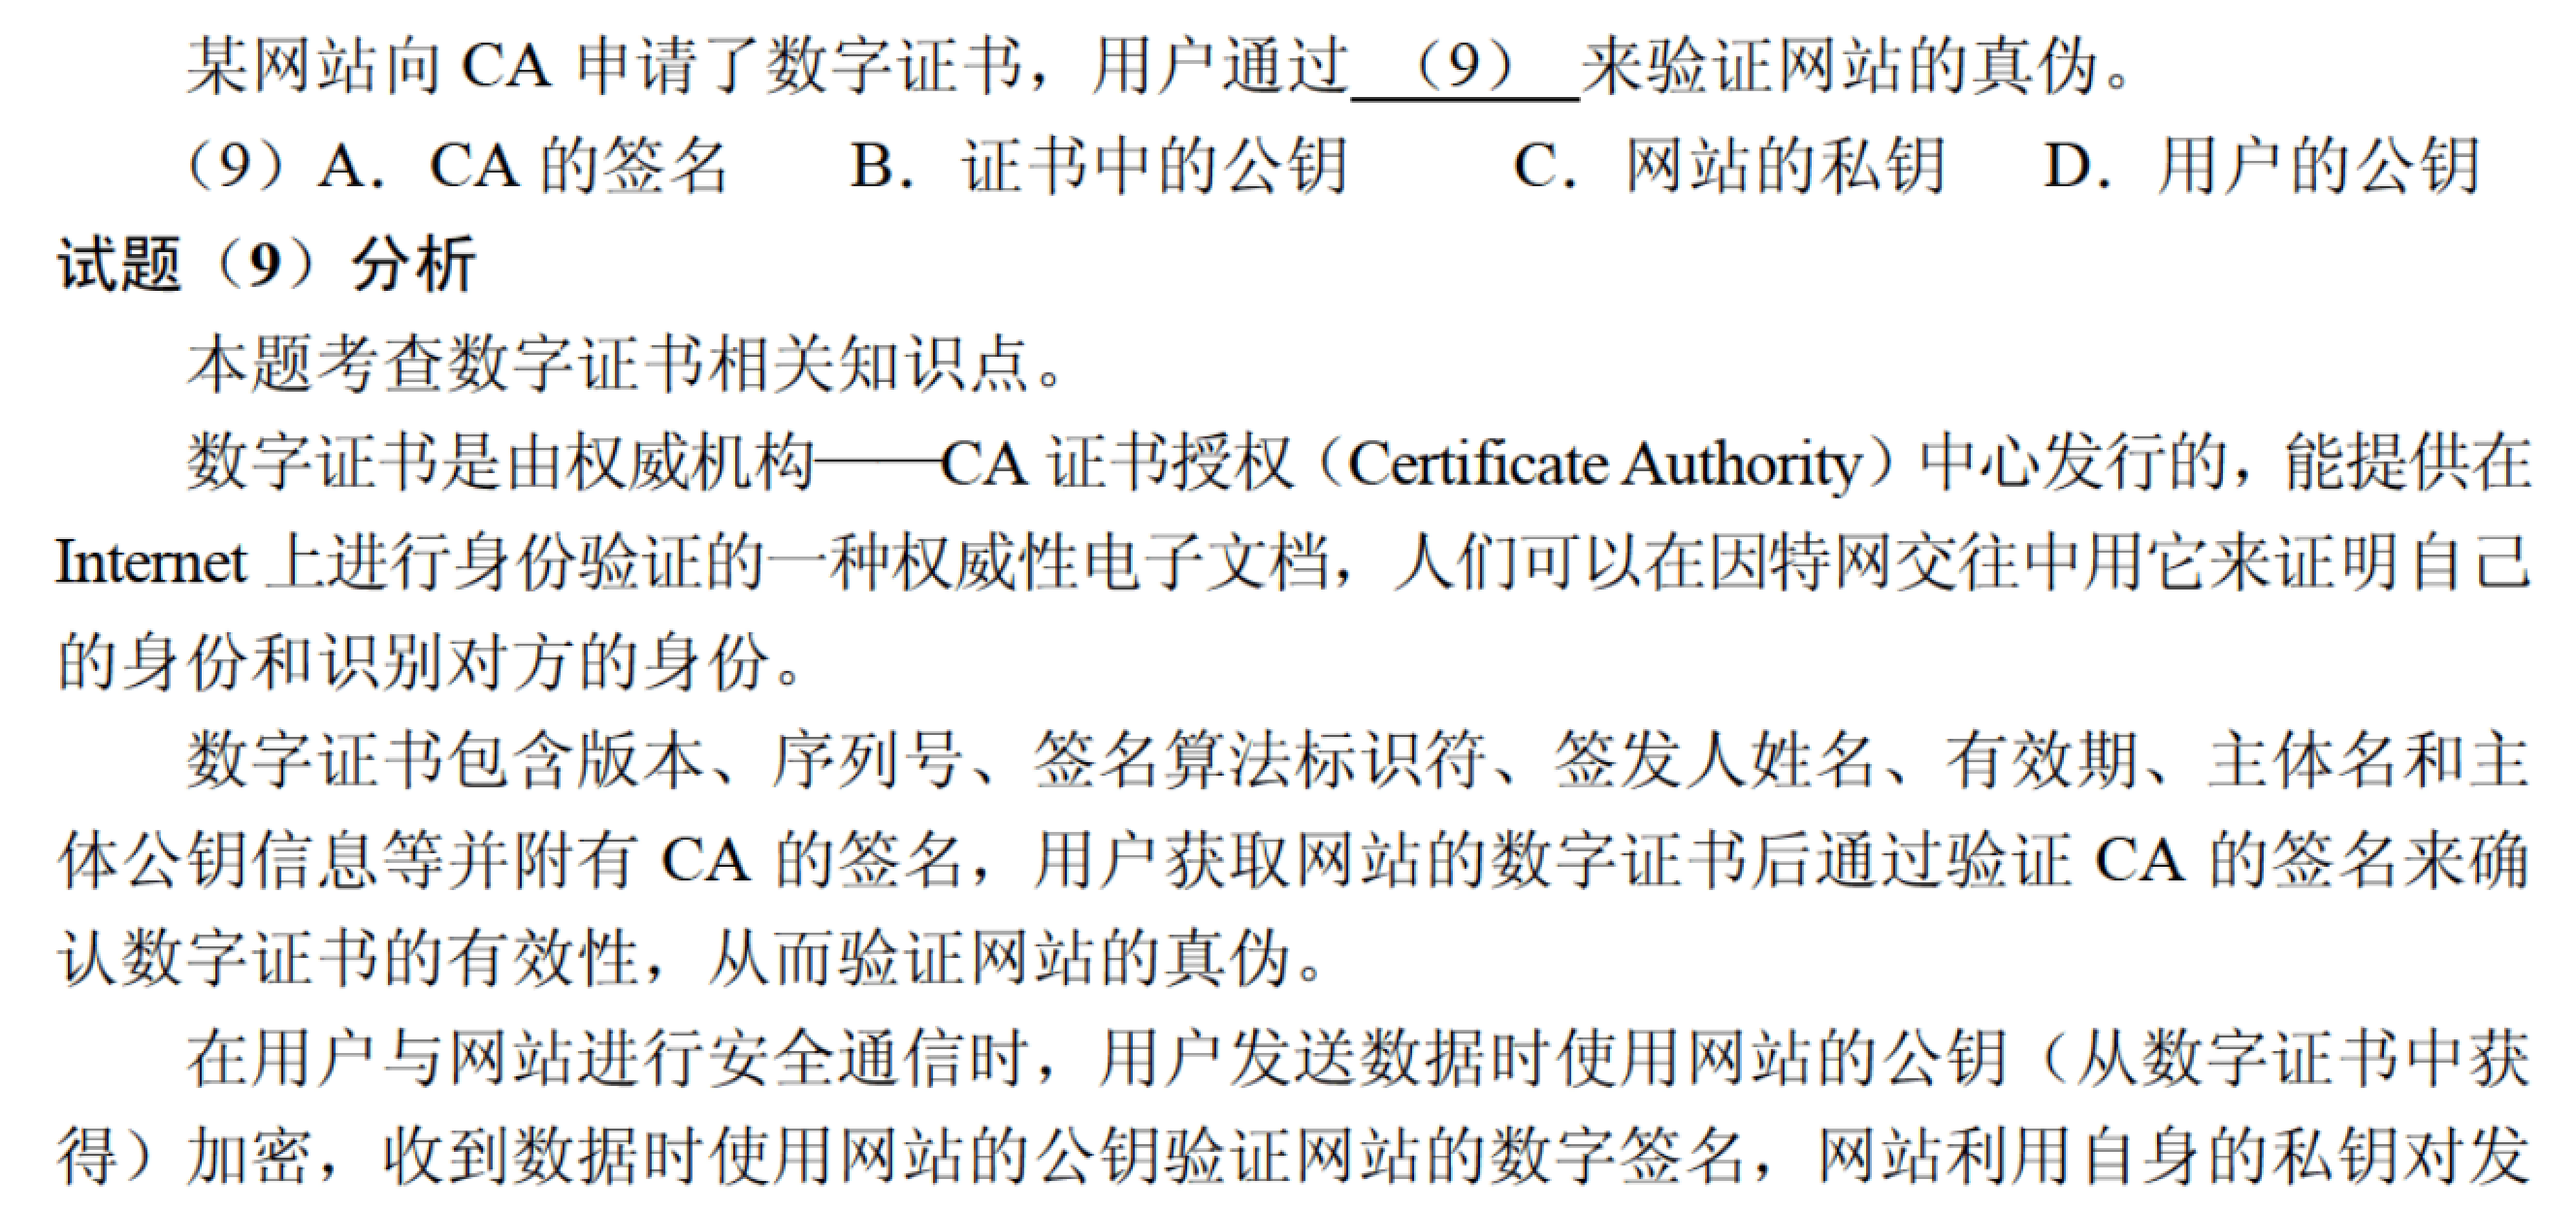 某网站向 CA 申请了数字证书，用户通过 （9） 来验证网站的真伪。
（9）A．CA 的签名 B．证书中的公钥 C．网站的私钥 D．用户的公钥
试题（9）分析
本题考查数字证书相关知识点。
数字证书是由权威机构——CA 证书授权（Certificate Authority）中心发行的，能提供在
Internet 上进行身份验证的一种权威性电子文档，人们可以在因特网交往中用它来证明自己
的身份和识别对方的身份。
数字证书包含版本、序列号、签名算法标识符、签发人姓名、有效期、主体名和主
体公钥信息等并附有 CA 的签名，用户获取网站的数字证书后通过验证 CA 的签名来确
认数字证书的有效性，从而验证网站的真伪。
在用户与网站进行安全通信时，用户发送数据时使用网站的公钥（从数字证书中获
得）加密，收到数据时使用网站的公钥验证网站的数字签名，网站利用自身的私钥对发